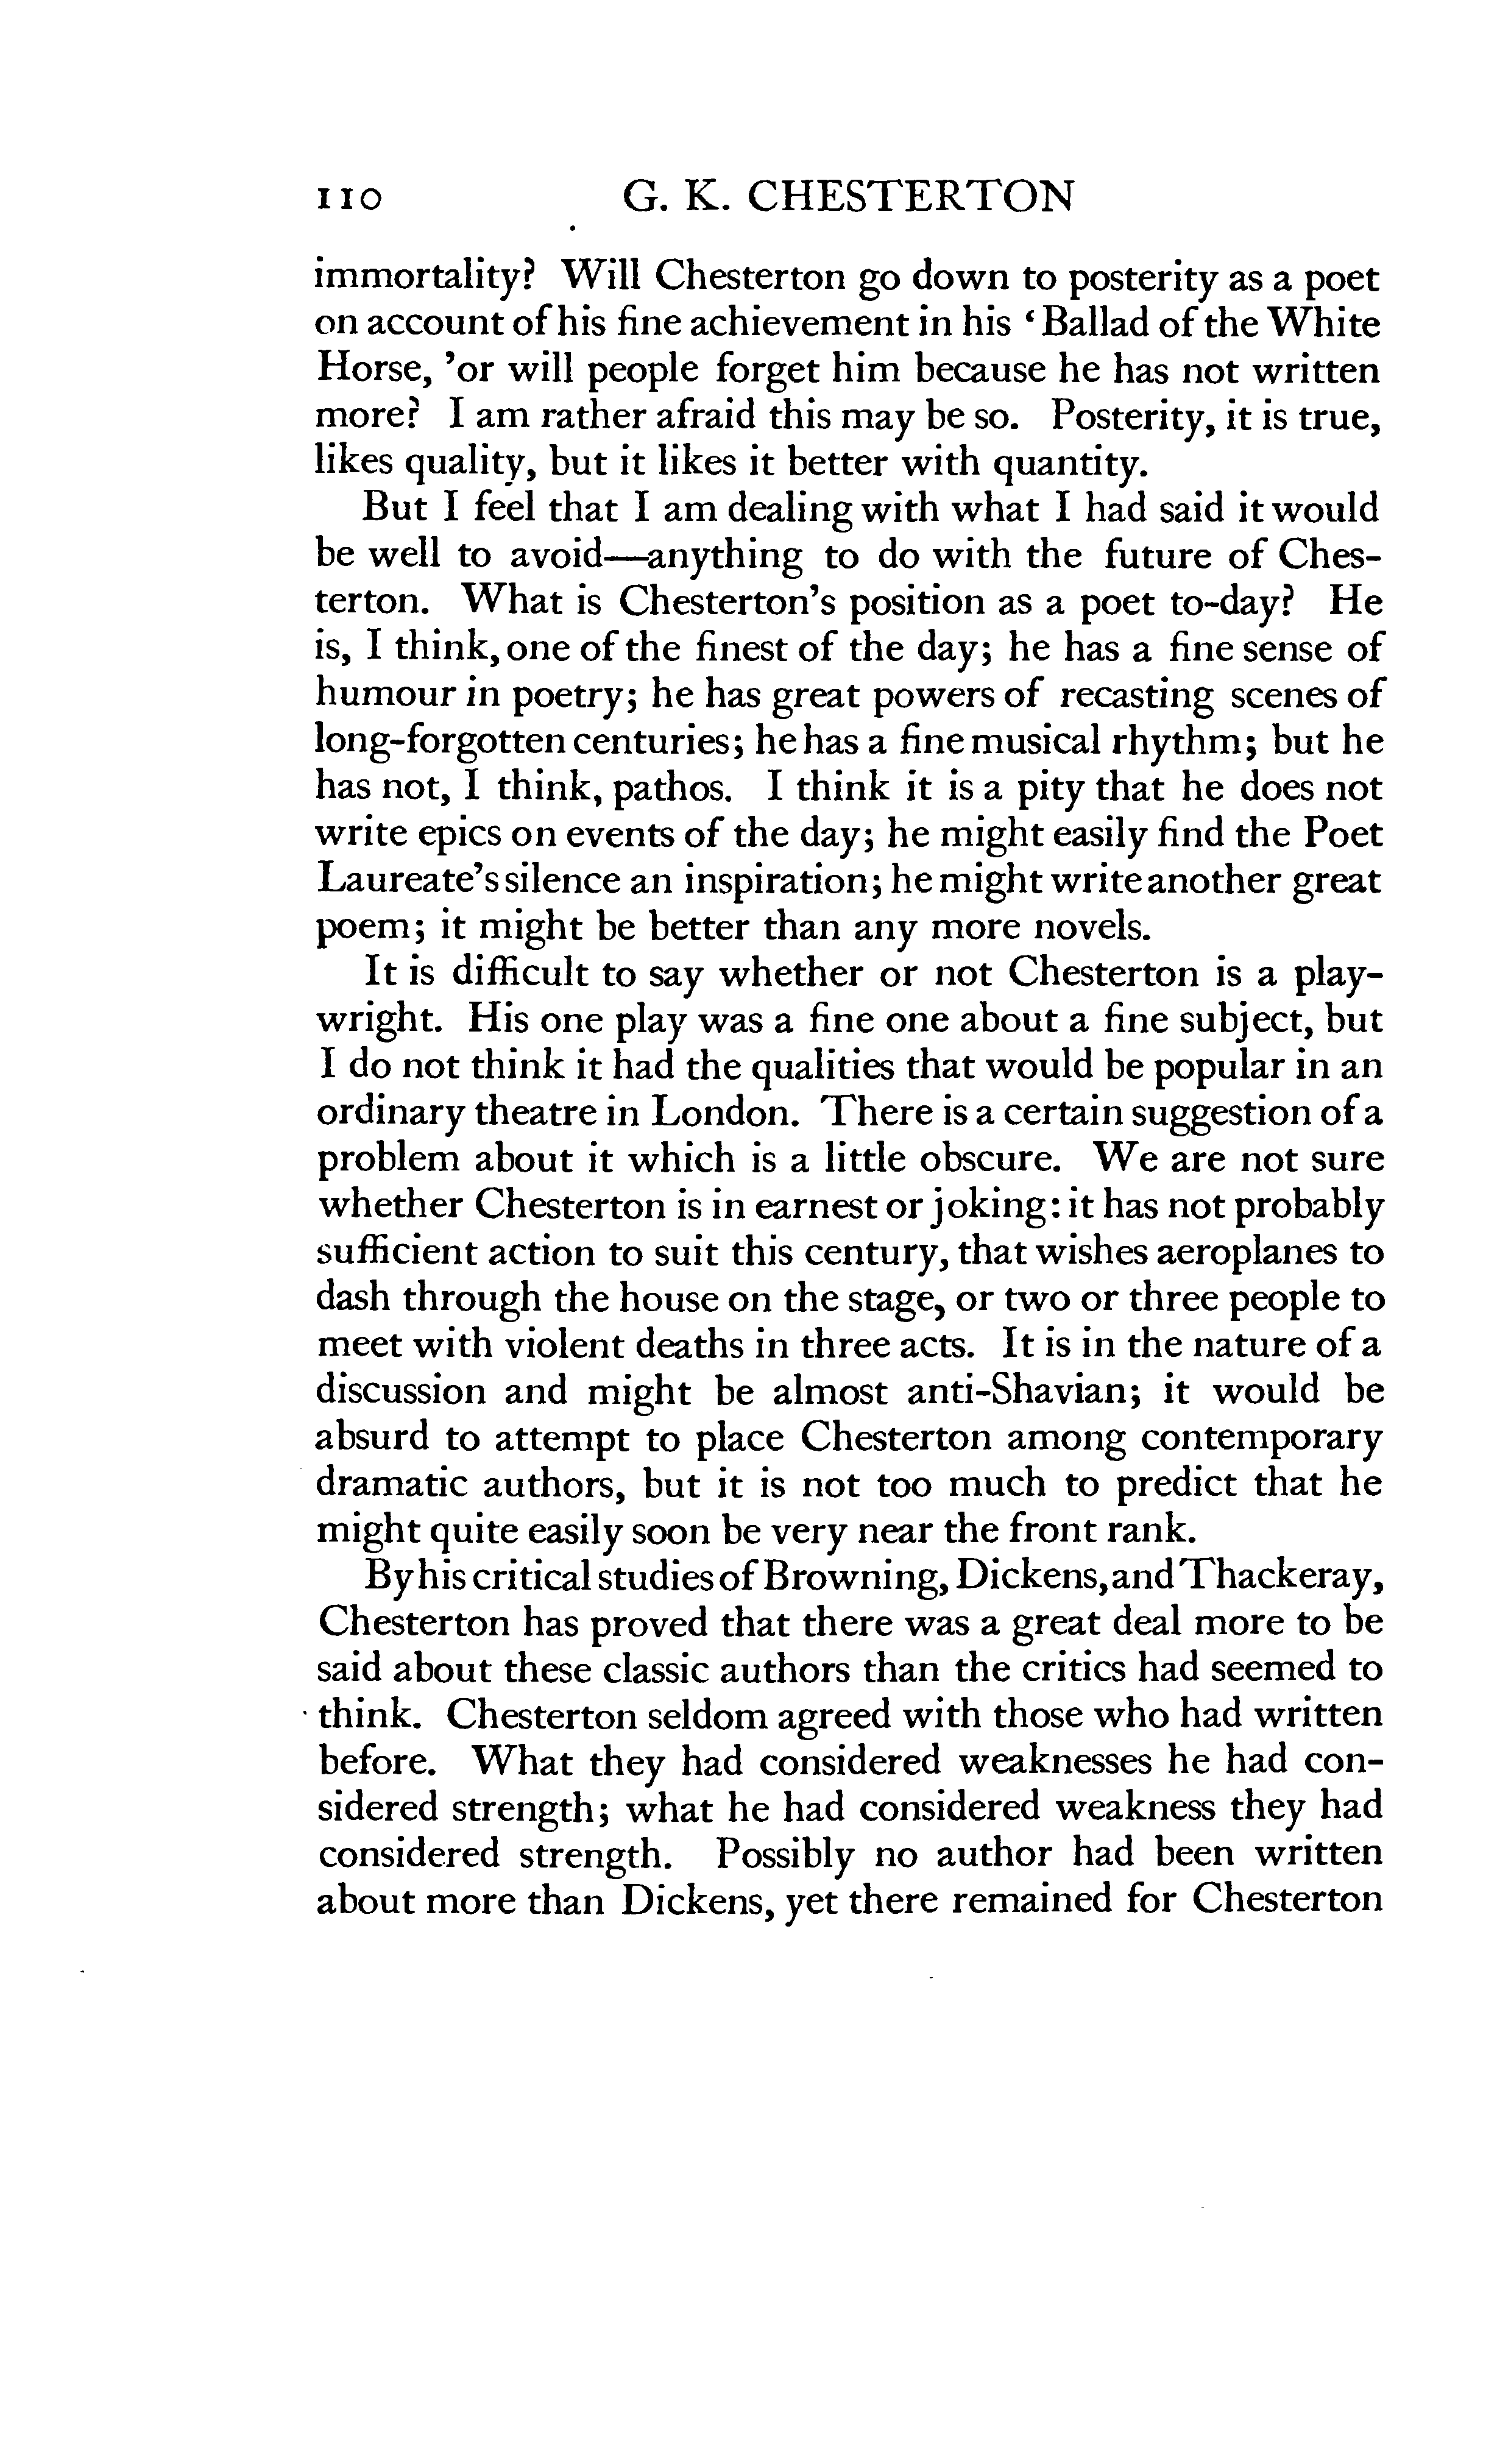 110 G. K. CHESTERTON
immortality? Will Chesterton go down to posterity as a poet
on account of his fine achievement in his ‘ Ballad of the White
Horse, ’or will people forget him because he has not written
more? I am rather afraid this may be so. Posterity, it is true,
likes quality, but it likes it better with quantity.
But I feel that I am dealing with what I had said it would
be well to avoid—anything to do with the future of Ches-
terton. What is Chesterton’s position as a poet to-day? He
is, I think, one of the finest of the day; he has a fine sense of
humour in poetry; he has great powers of recasting scenes of
long-forgotten centuries; he has a fine musical rhythm; but he
has not, I think, pathos. I think it is a pity that he does not
write epics on events of the day; he might easily find the Poet
Laureate’s silence an inspiration; he might write another great
poem; it might be better than any more novels.
It is difficult to say whether or not Chesterton is a play-
wright. His one play was a fine one about a fine subject, but
I do not think it had the qualities that would be popular in an
ordinary theatre in London. There is a certain suggestion of a
problem about it which is a little obscure. We are not sure
whether Chesterton is in earnest or joking: it has not probably
sufficient action to suit this century, that wishes aeroplanes to
dash through the house on the stage, or two or three people to
meet with violent deaths in three acts. It is in the nature of a
discussion and might be almost anti-Shavian; it would be
absurd to attempt to place Chesterton among contemporary
dramatic authors, but it is not too much to predict that he
might quite easily soon be very near the front rank.
By his critical studies of Browning, Dickens, and Thackeray,
Chesterton has proved that there was a great deal more to be
said about these classic authors than the critics had seemed to
think. Chesterton seldom agreed with those who had written
before. What they had considered weaknesses he had con-
sidered strength; what he had considered weakness they had
considered strength. Possibly no author had been written
about more than Dickens, yet there remained for Chesterton